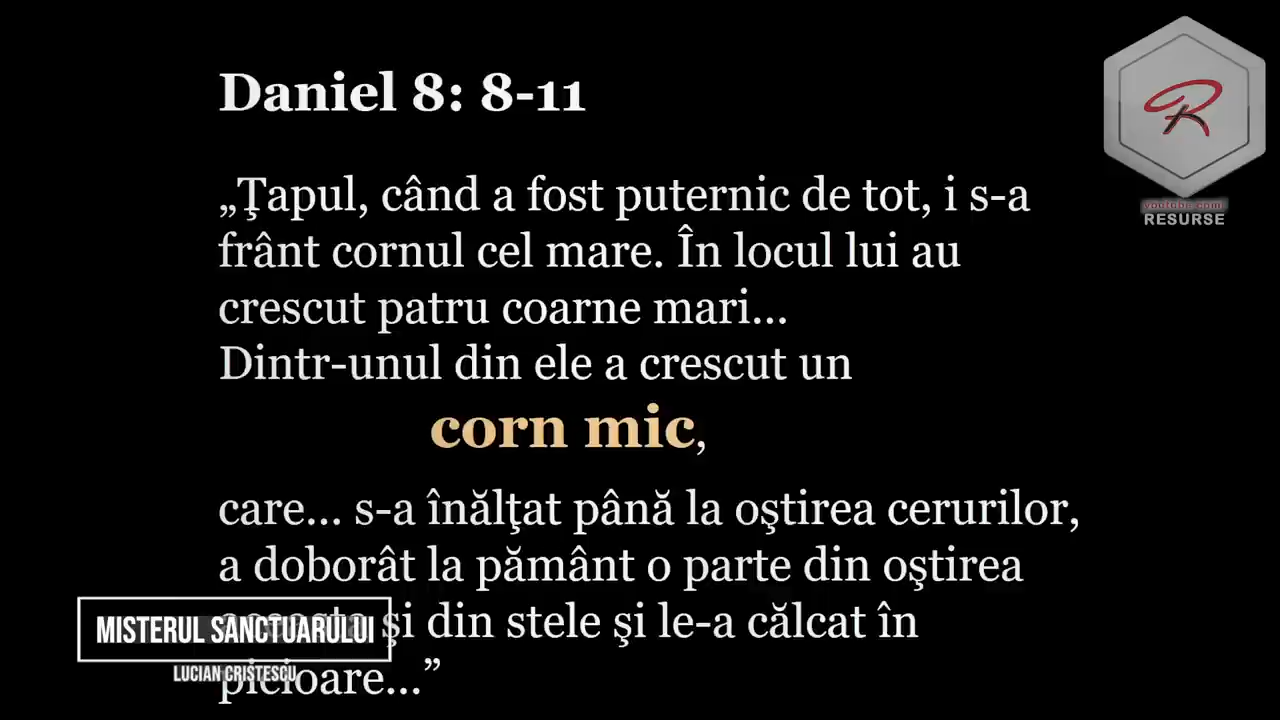 Daniel 8: 8-11
„Ţapul, când a fost puternic de tot, i s-a
frânt cornul cel mare. În locul lui au
crescut patru coarne mari...
Dintr-unul din ele a crescut un
corn mic,
care... s-a înălţat până la oştirea cerurilor,
a doborât la pământ o parte din oştirea
şi din stele şi le-a călcat în
picioare...”
MISTERUL SANCTUARULUI
LUCIAN CRISTESCU
R
youtube.com
RESURSE